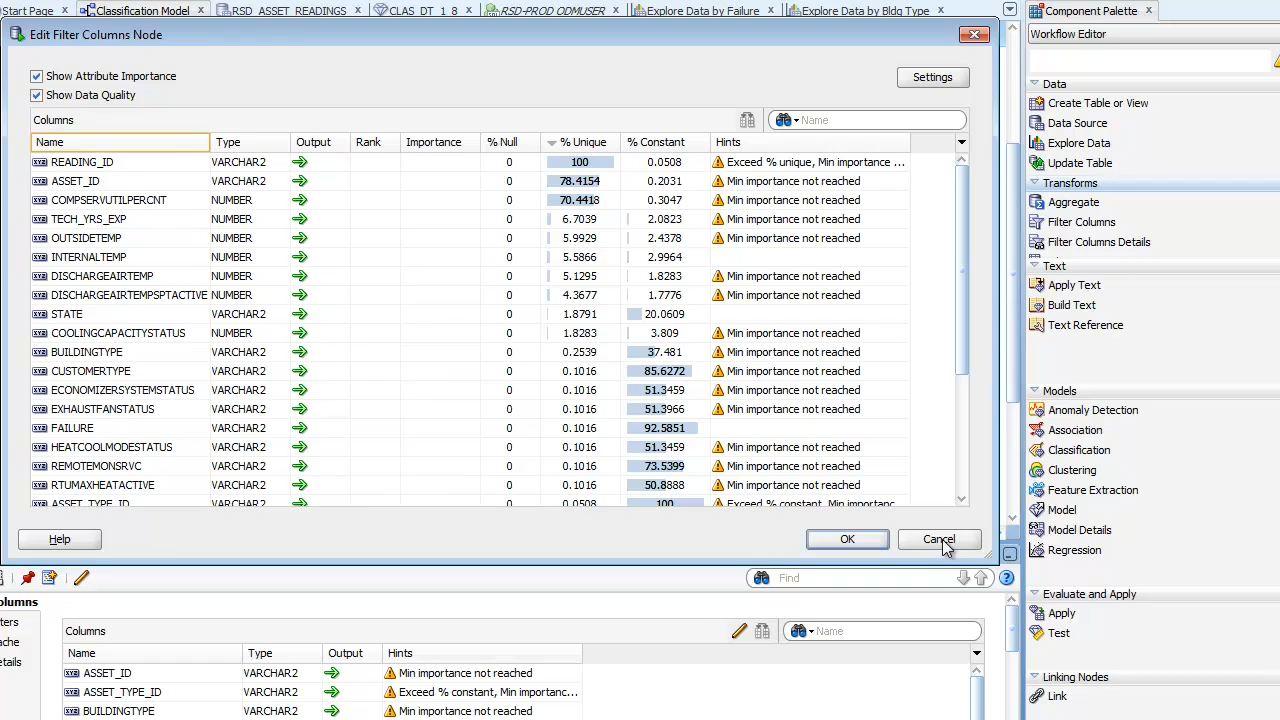 Start Page
Classification Model
RSD_ASSET_READINGS
CLAS_DT_1_8
RSD-PROD ODMUSER
Explore Data by Failure
Explore Data by Bldg Type
Component Palette
Edit Filter Columns Node
Workflow Editor
Show Attribute Importance
Show Data Quality
Settings
Columns
Name
Name Type Output Rank Importance % Null % Unique % Constant Hints
READING_ID VARCHAR2 0 100 0.0508 Exceed % unique, Min importance ...
ASSET_ID VARCHAR2 0 78.4154 0.2031 Min importance not reached
COMPSERVUTILPERCNT NUMBER 0 70.4418 0.3047 Min importance not reached
TECH_YRS_EXP NUMBER 0 6.7039 2.0823 Min importance not reached
OUTSIDETEMP NUMBER 0 5.9929 2.4378 Min importance not reached
INTERNALTEMP NUMBER 0 5.5866 2.9964
DISCHARGEAIRTEMP NUMBER 0 5.1295 1.8283 Min importance not reached
DISCHARGEAIRTEMPSPTACTIVE NUMBER 0 4.3677 1.7776 Min importance not reached
STATE VARCHAR2 0 1.8791 20.0609
COOLINGCAPACITYSTATUS NUMBER 0 1.8283 3.809 Min importance not reached
BUILDINGTYPE VARCHAR2 0 0.2539 37.481 Min importance not reached
CUSTOMERTYPE VARCHAR2 0 0.1016 85.6272 Min importance not reached
ECONOMIZERSYSTEMSTATUS VARCHAR2 0 0.1016 51.3459 Min importance not reached
EXHAUSTFANSTATUS VARCHAR2 0 0.1016 51.3966 Min importance not reached
FAILURE VARCHAR2 0 0.1016 92.5851
HEATCOOLMODESTATUS VARCHAR2 0 0.1016 51.3459 Min importance not reached
REMOTEMONSRVC VARCHAR2 0 0.1016 73.5399 Min importance not reached
RTUMAXHEATACTIVE VARCHAR2 0 0.1016 50.8888 Min importance not reached
ASSET_TYPE_ID VARCHAR2 0 0.0508 100 Exceed % constant, Min importanc...
Help
OK
Cancel
Data
Create Table or View
Data Source
Explore Data
Update Table
Transforms
Aggregate
Filter Columns
Filter Columns Details
Text
Apply Text
Build Text
Text Reference
Models
Anomaly Detection
Association
Classification
Clustering
Feature Extraction
Model
Model Details
Regression
Evaluate and Apply
Apply
Test
Linking Nodes
Link
Find
olumns
ters
ache
etails
Columns
Name
Name Type Output Hints
ASSET_ID VARCHAR2 Min importance not reached
ASSET_TYPE_ID VARCHAR2 Exceed % constant, Min importanc...
BUILDINGTYPE VARCHAR2 Min importance not reached